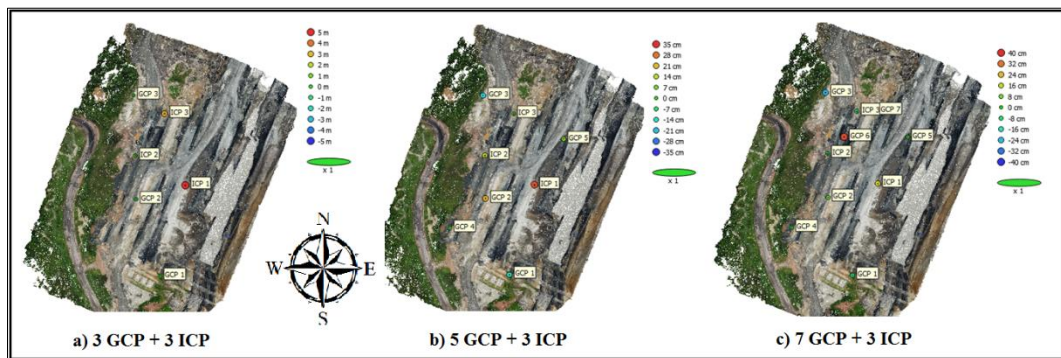 5 m
4 m
3 m
2 m
1 m
0 m
-1 m
-2 m
-3 m
-4 m
-5 m
x 1
GCP 3
ICP 3
ICP 2
ICP 1
GCP 2
GCP 1
N
W
E
S
a) 3 GCP + 3 ICP
35 cm
28 cm
21 cm
14 cm
7 cm
0 cm
-7 cm
-14 cm
-21 cm
-28 cm
-35 cm
x 1
GCP 3
ICP 3
GCP 5
ICP 2
ICP 1
GCP 2
GCP 4
GCP 1
b) 5 GCP + 3 ICP
40 cm
32 cm
24 cm
16 cm
8 cm
0 cm
-8 cm
-16 cm
-24 cm
-32 cm
-40 cm
x 1
GCP 3
ICP 3
GCP 7
GCP 6
GCP 5
ICP 2
ICP 1
GCP 2
GCP 4
GCP 1
c) 7 GCP + 3 ICP